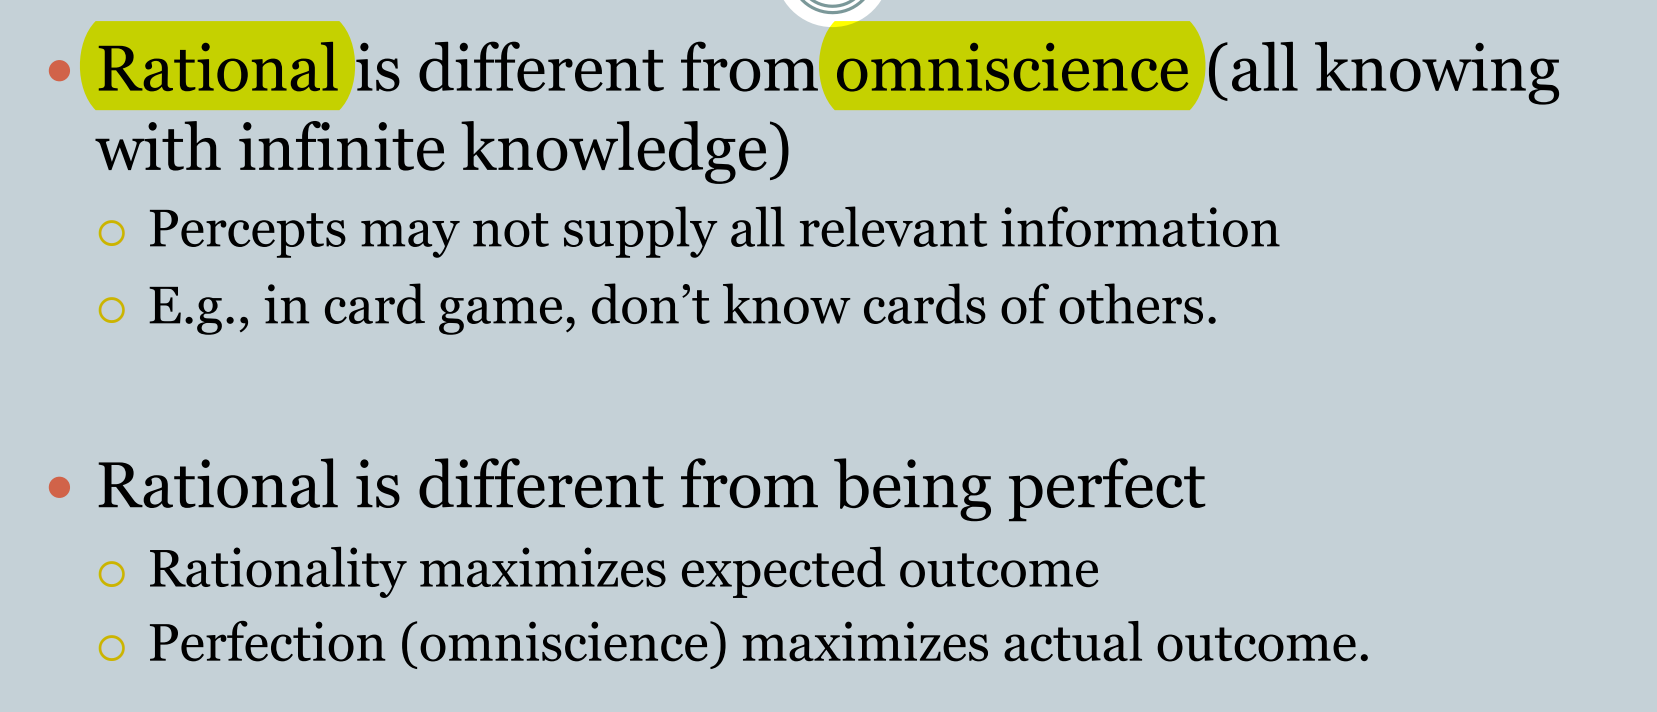 Rational is different from omniscience (all knowing
with infinite knowledge)
Percepts may not supply all relevant information
E.g., in card game, don’t know cards of others.
Rational is different from being perfect
Rationality maximizes expected outcome
Perfection (omniscience) maximizes actual outcome.